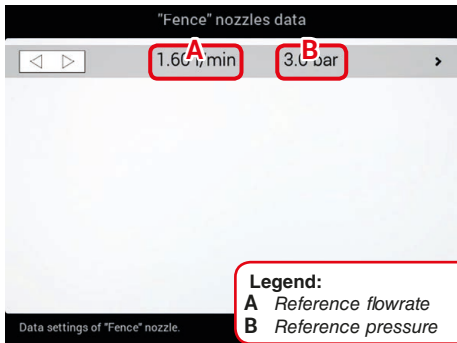 "Fence" nozzles data
A B
1.60 l/min 3.0 bar
Legend:
A Reference flowrate
B Reference pressure
Data settings of "Fence" nozzle.